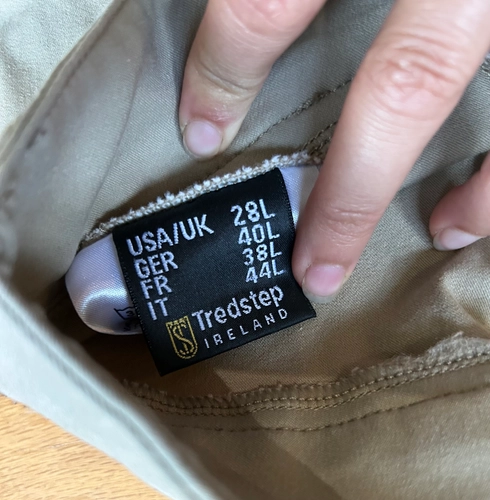 USA/UK 28L
GER 40L
FR 38L
IT 44L
Tredstep
IRELAND